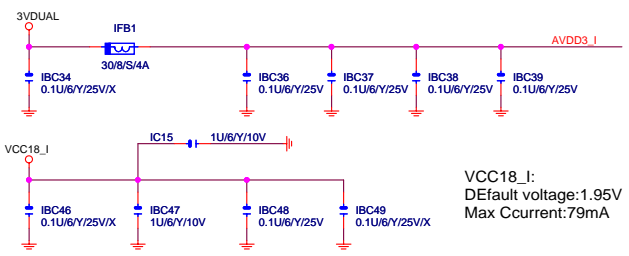 3VDUAL
IFB1
AVDD3_I
30/8/S/4A
IBC34
0.1U/6/Y/25V/X
IBC36
0.1U/6/Y/25V
IBC37
0.1U/6/Y/25V
IBC38
0.1U/6/Y/25V
IBC39
0.1U/6/Y/25V
IC15
1U/6/Y/10V
VCC18_I
IBC46
0.1U/6/Y/25V/X
IBC47
1U/6/Y/10V
IBC48
0.1U/6/Y/25V
IBC49
0.1U/6/Y/25V/X
VCC18_I:
DEfault voltage:1.95V
Max Ccurrent:79mA